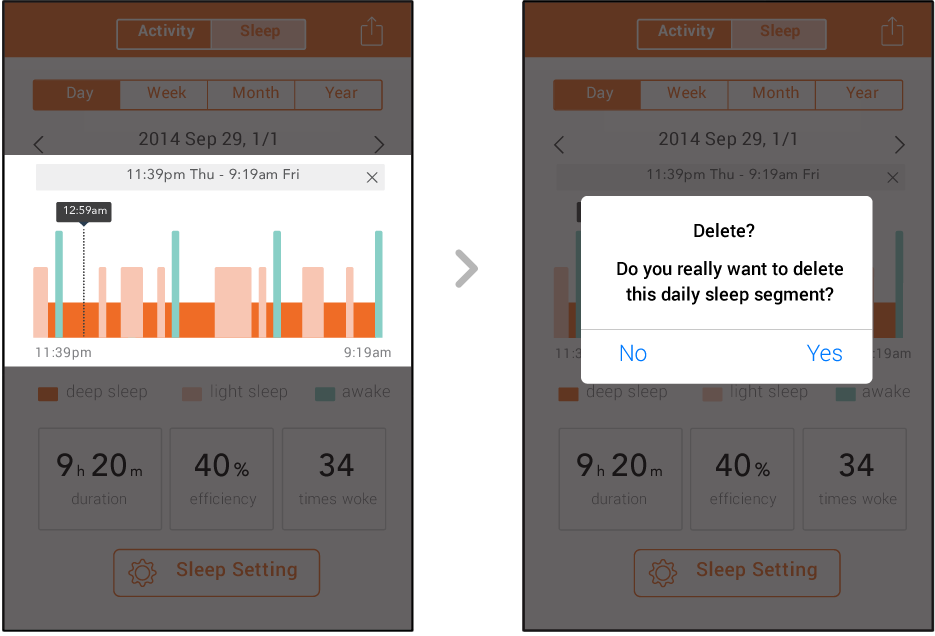 Activity Sleep
Day Week Month Year
2014 Sep 29, 1/1
11:39pm Thu - 9:19am Fri
12:59am
11:39pm 9:19am
deep sleep light sleep awake
9h 20m 40% 34
duration efficiency times woke
Sleep Setting
Activity Sleep
Day Week Month Year
2014 Sep 29, 1/1
11:39pm Thu - 9:19am Fri
Delete?
Do you really want to delete
this daily sleep segment?
No Yes
11:3 :19am
deep sleep light sleep awake
9h 20m 40% 34
duration efficiency times woke
Sleep Setting